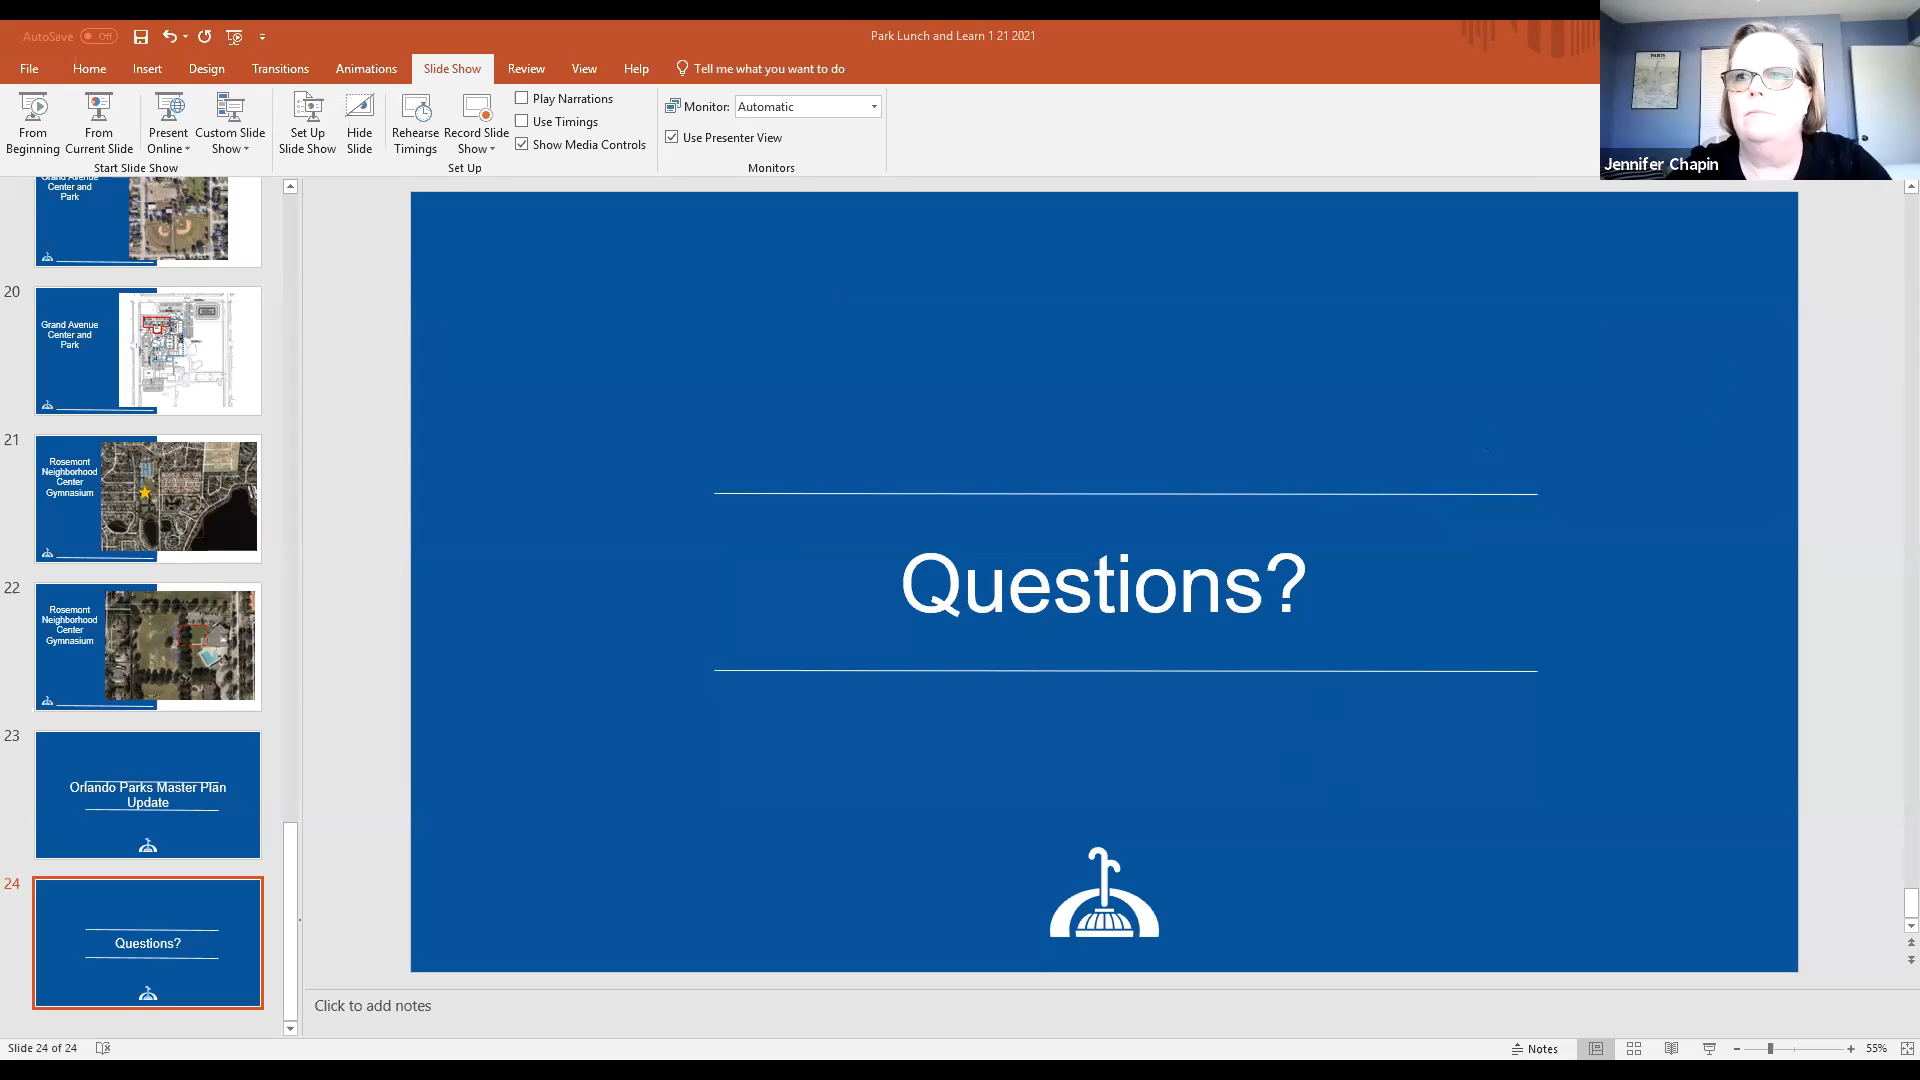 AutoSave Off
Park Lunch and Learn 1 21 2021
File Home Insert Design Transitions Animations Slide Show Review View Help Tell me what you want to do
From Beginning
From Current Slide
Present Online
Custom Slide Show
Start Slide Show
Set Up Slide Show
Hide Slide
Rehearse Timings
Record Slide Show
Play Narrations
Use Timings
Show Media Controls
Set Up
Monitor: Automatic
Use Presenter View
Monitors
Jennifer Chapin
Grand Avenue
Center and
Park
20
Grand Avenue
Center and
Park
21
Rosemont
Neighborhood
Center
Gymnasium
22
Rosemont
Neighborhood
Center
Gymnasium
23
Orlando Parks Master Plan
Update
24
Questions?
Questions?
Click to add notes
Slide 24 of 24
Notes
55%